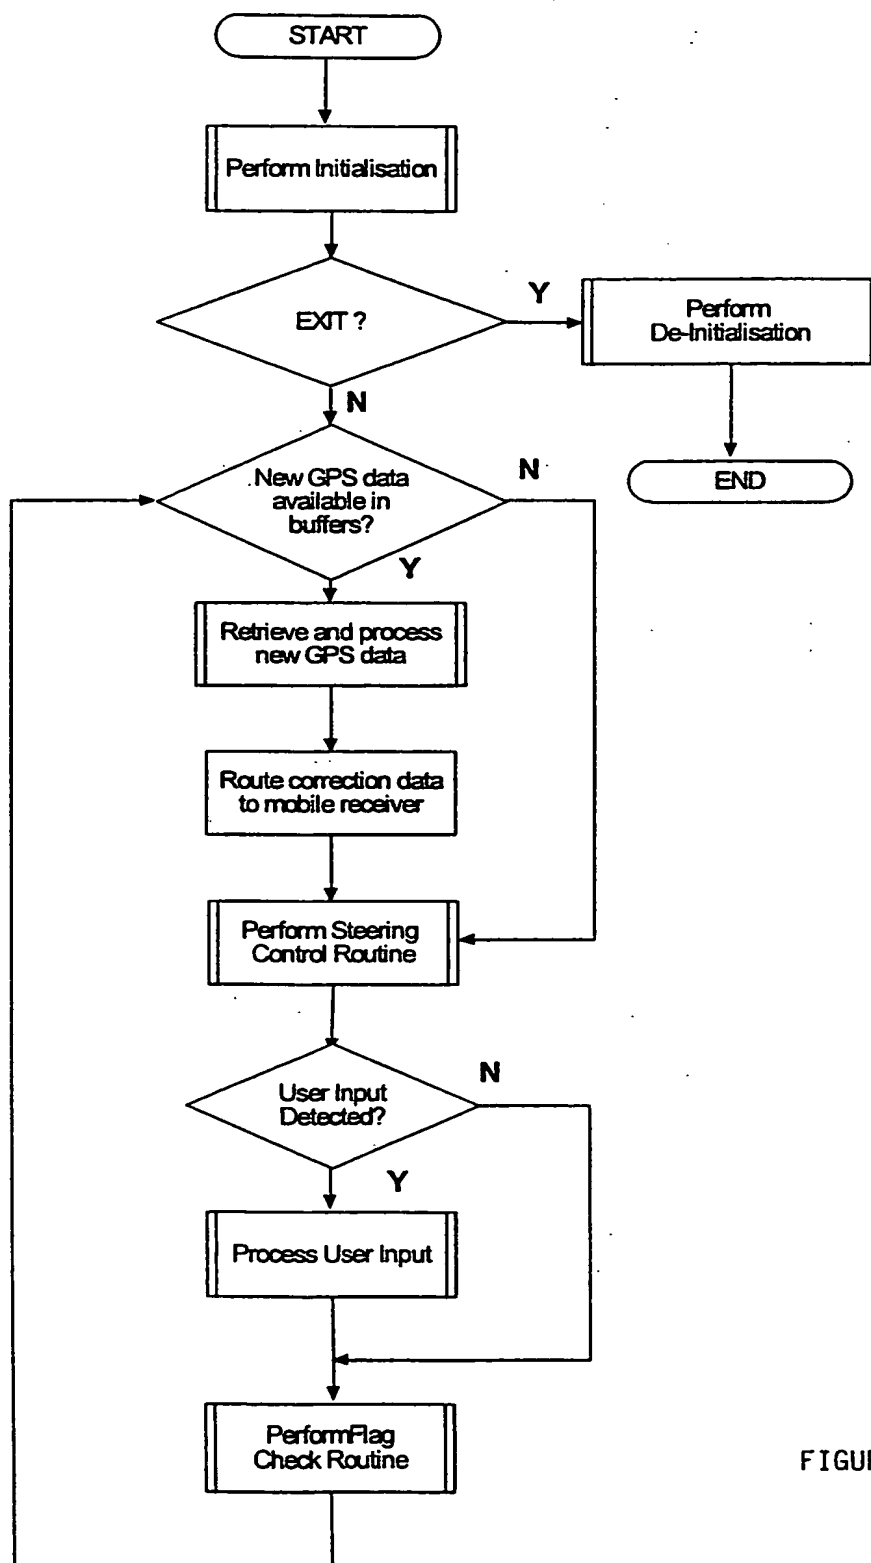 START
Perform Initialisation
EXIT ?
Y
Perform
De-Initialisation
N
END
New GPS data
available in
buffers?
N
Y
Retrieve and process
new GPS data
Route correction data
to mobile receiver
Perform Steering
Control Routine
User Input
Detected?
N
Y
Process User Input
PerformFlag
Check Routine